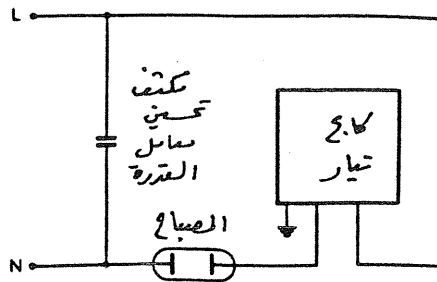 L
مكثف
تحسين
معامل
القدرة
كابح
تيار
المصباح
N